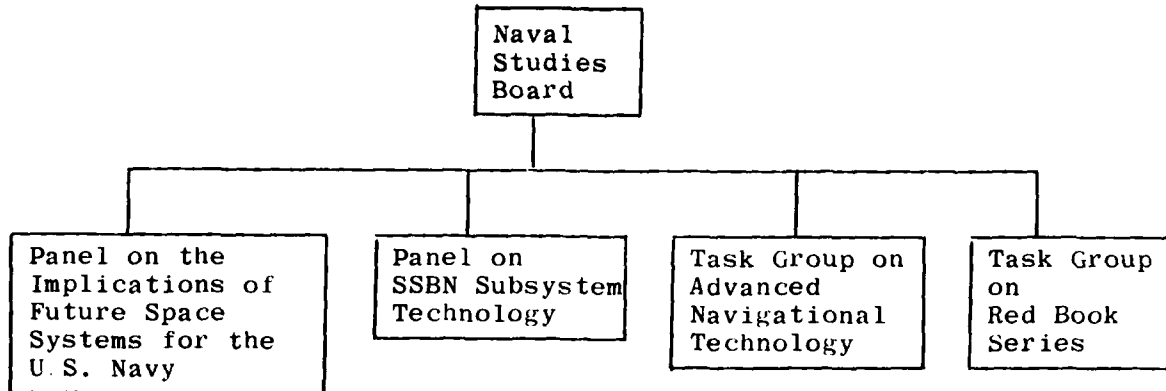 Naval
Studies
Board
Panel on the
Implications of
Future Space
Systems for the
U.S. Navy
Panel on
SSBN Subsystem
Technology
Task Group on
Advanced
Navigational
Technology
Task Group
on
Red Book
Series